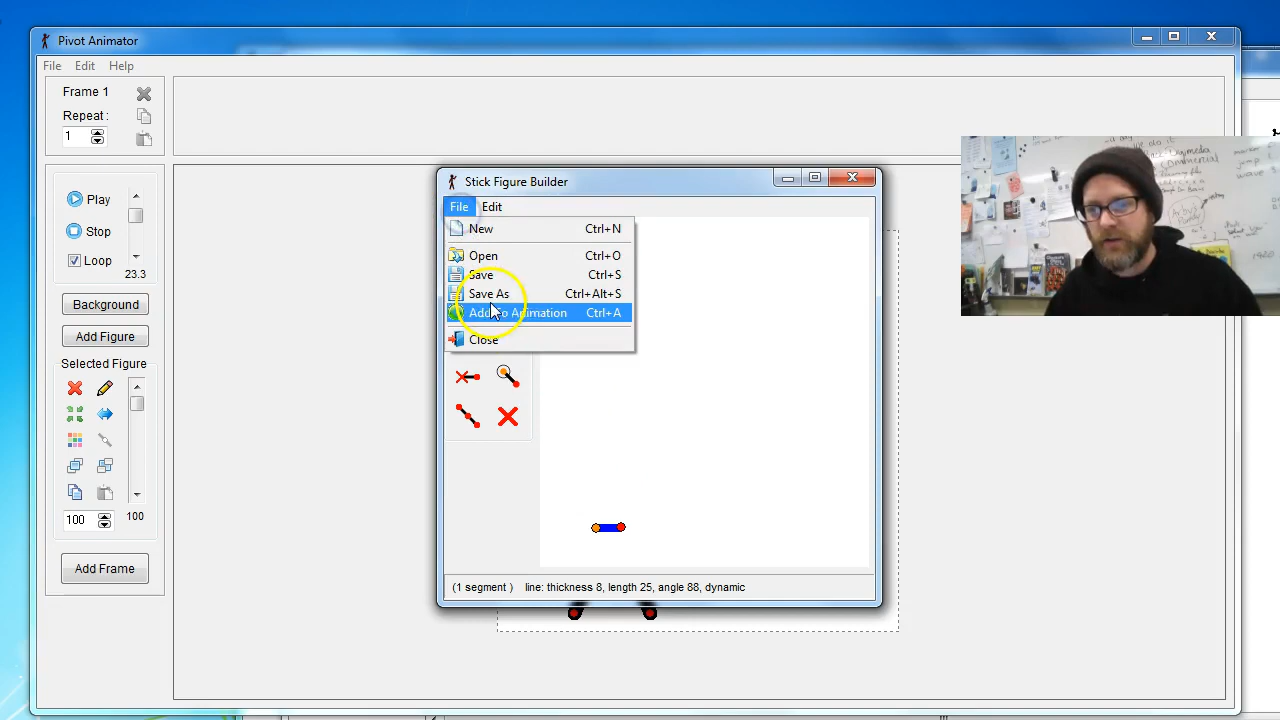 Pivot Animator
File Edit Help
Frame 1
Repeat :
1
Play
Stop
Loop
23.3
Background
Add Figure
Selected Figure
100
100
Add Frame
Stick Figure Builder
File Edit
New Ctrl+N
Open Ctrl+O
Save Ctrl+S
Save As Ctrl+Alt+S
Add to Animation Ctrl+A
Close
(1 segment ) line: thickness 8, length 25, angle 88, dynamic